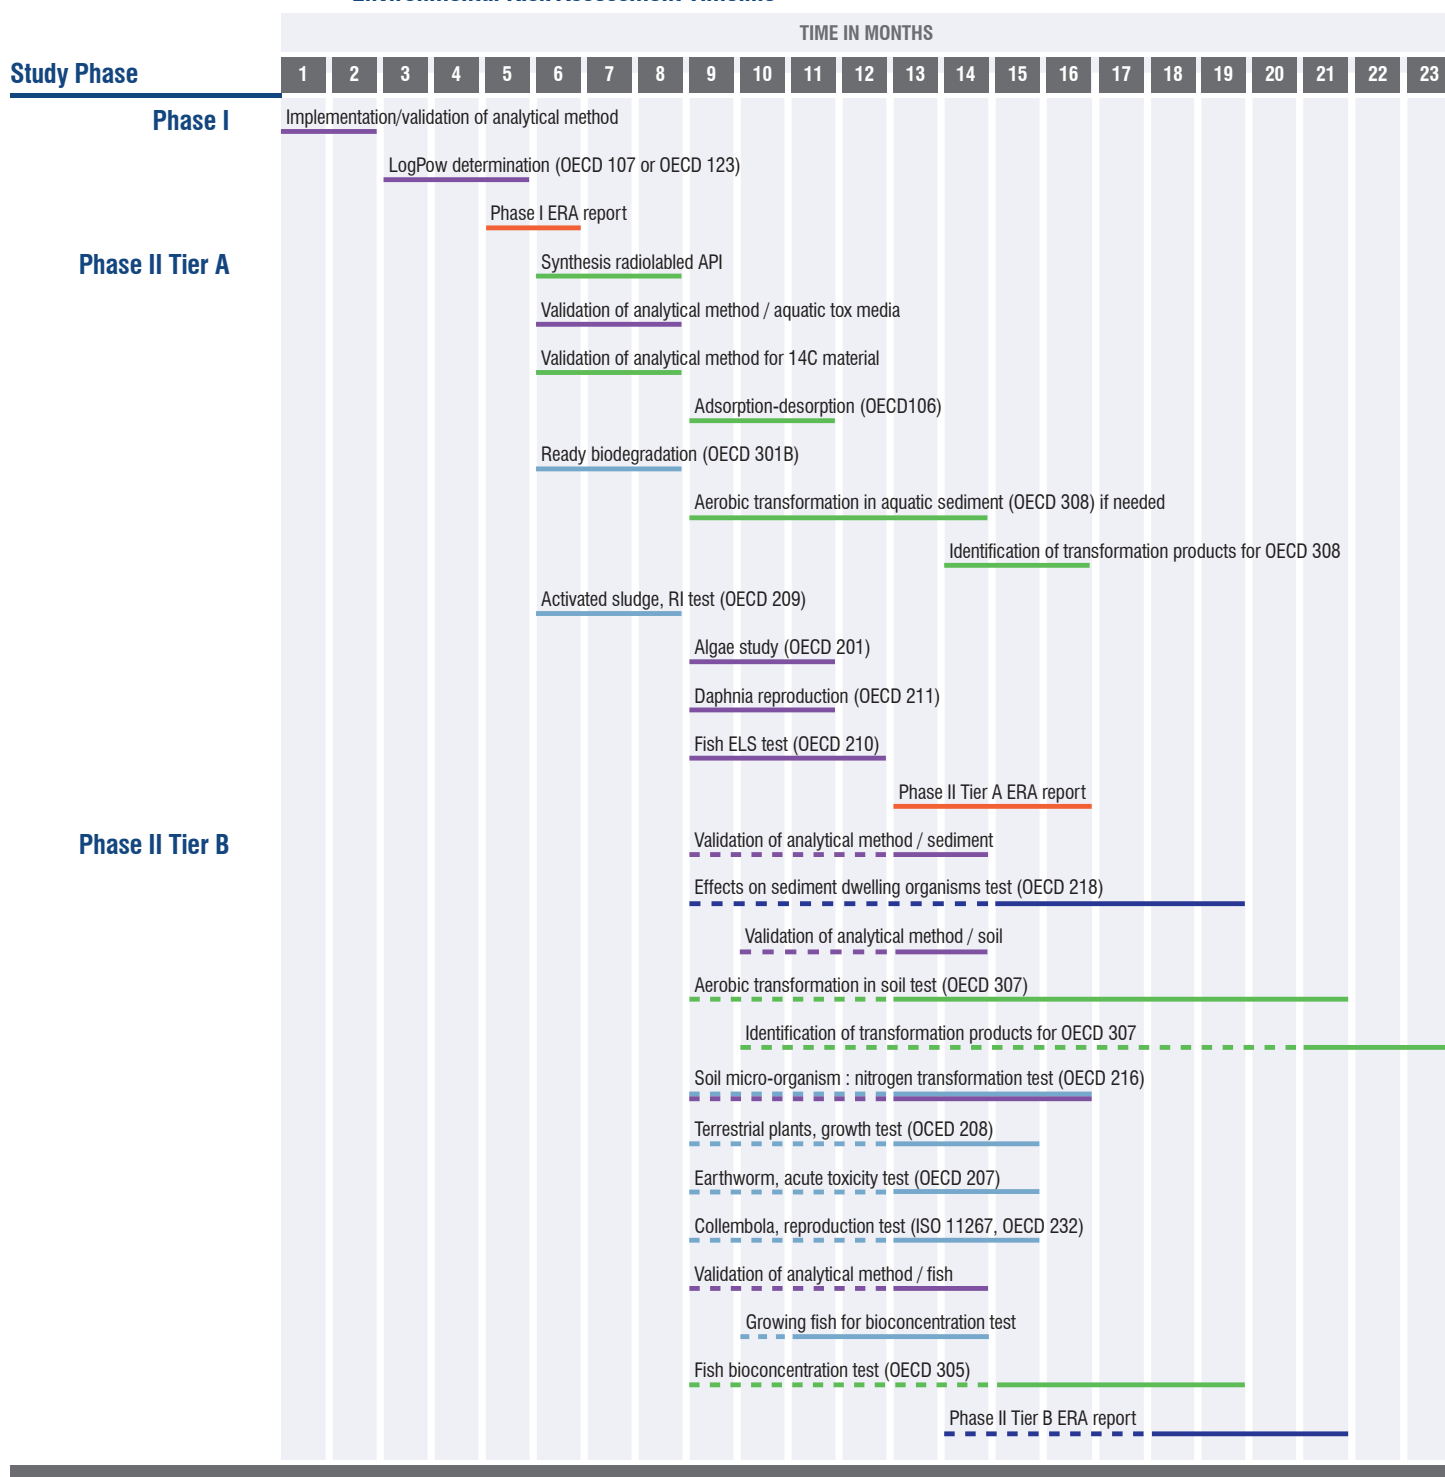 TIME IN MONTHS
Study Phase 1 2 3 4 5 6 7 8 9 10 11 12 13 14 15 16 17 18 19 20 21 22 23
Phase I Implementation/validation of analytical method
LogPow determination (OECD 107 or OECD 123)
Phase I ERA report
Phase II Tier A Synthesis radiolabled API
Validation of analytical method / aquatic tox media
Validation of analytical method for 14C material
Adsorption-desorption (OECD106)
Ready biodegradation (OECD 301B)
Aerobic transformation in aquatic sediment (OECD 308) if needed
Identification of transformation products for OECD 308
Activated sludge, RI test (OECD 209)
Algae study (OECD 201)
Daphnia reproduction (OECD 211)
Fish ELS test (OECD 210)
Phase II Tier A ERA report
Phase II Tier B Validation of analytical method / sediment
Effects on sediment dwelling organisms test (OECD 218)
Validation of analytical method / soil
Aerobic transformation in soil test (OECD 307)
Identification of transformation products for OECD 307
Soil micro-organism : nitrogen transformation test (OECD 216)
Terrestrial plants, growth test (OCED 208)
Earthworm, acute toxicity test (OECD 207)
Collembola, reproduction test (ISO 11267, OECD 232)
Validation of analytical method / fish
Growing fish for bioconcentration test
Fish bioconcentration test (OECD 305)
Phase II Tier B ERA report